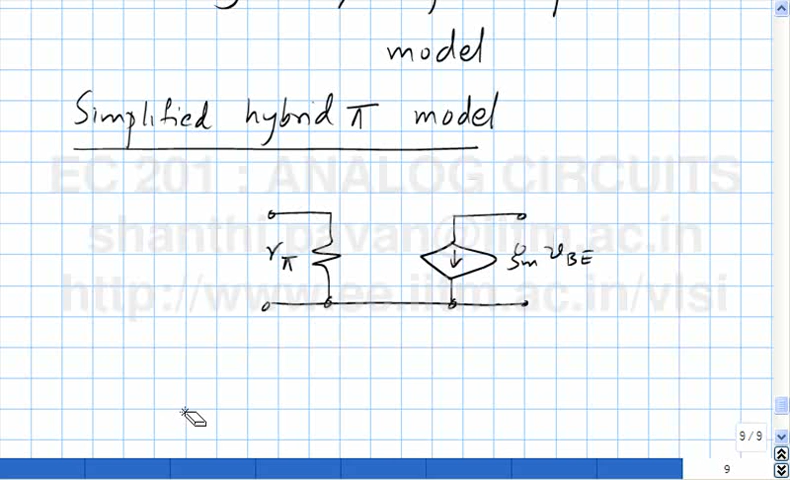 model
Simplified hybrid π model
EC 201 : ANALOG CIRCUITS
shanthi.pavan@iitm.ac.in
rπ
gm vBE
http://www.ee.iitm.ac.in/vlsi
9/9
9